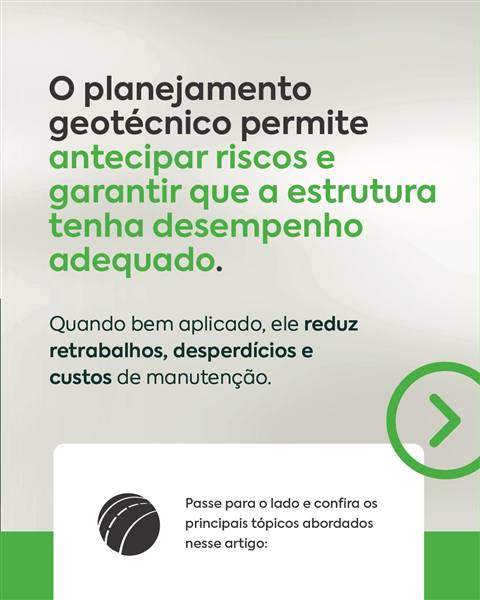 O planejamento
geotécnico permite
antecipar riscos e
garantir que a estrutura
tenha desempenho
adequado.
Quando bem aplicado, ele reduz
retrabalhos, desperdícios e
custos de manutenção.
Passe para o lado e confira os
principais tópicos abordados
nesse artigo: